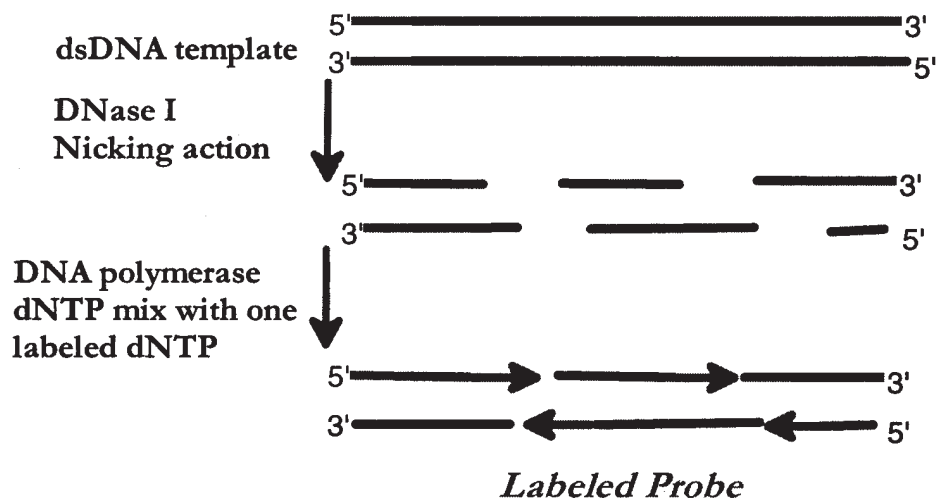 5' 3'
dsDNA template
3' 5'
DNase I
Nicking action
5' 3'
3' 5'
DNA polymerase
dNTP mix with one
labeled dNTP
5' 3'
3' 5'
Labeled Probe